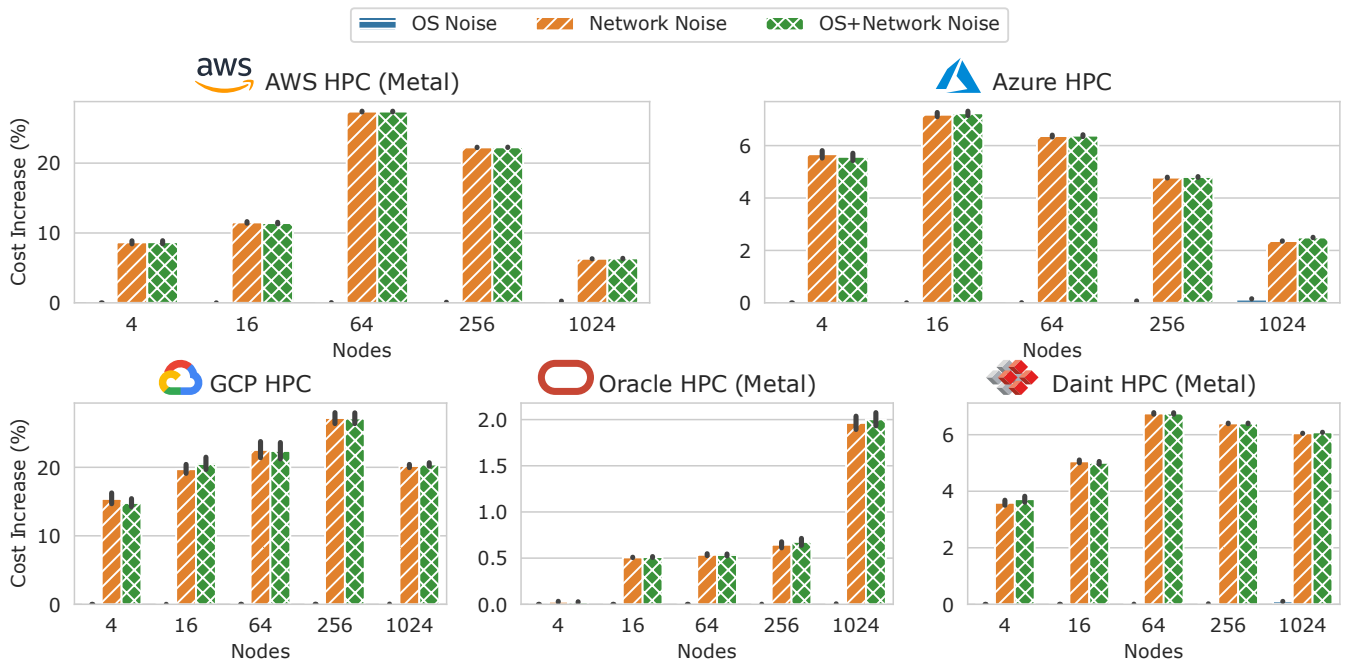 OS Noise Network Noise OS+Network Noise
aws AWS HPC (Metal)
Azure HPC
Cost Increase (%)
20
10
0
4 16 64 256 1024
Nodes
6
4
2
0
4 16 64 256 1024
Nodes
GCP HPC
Oracle HPC (Metal)
Daint HPC (Metal)
Cost Increase (%)
20
10
0
4 16 64 256 1024
Nodes
2.0
1.5
1.0
0.5
0.0
4 16 64 256 1024
Nodes
6
4
2
0
4 16 64 256 1024
Nodes